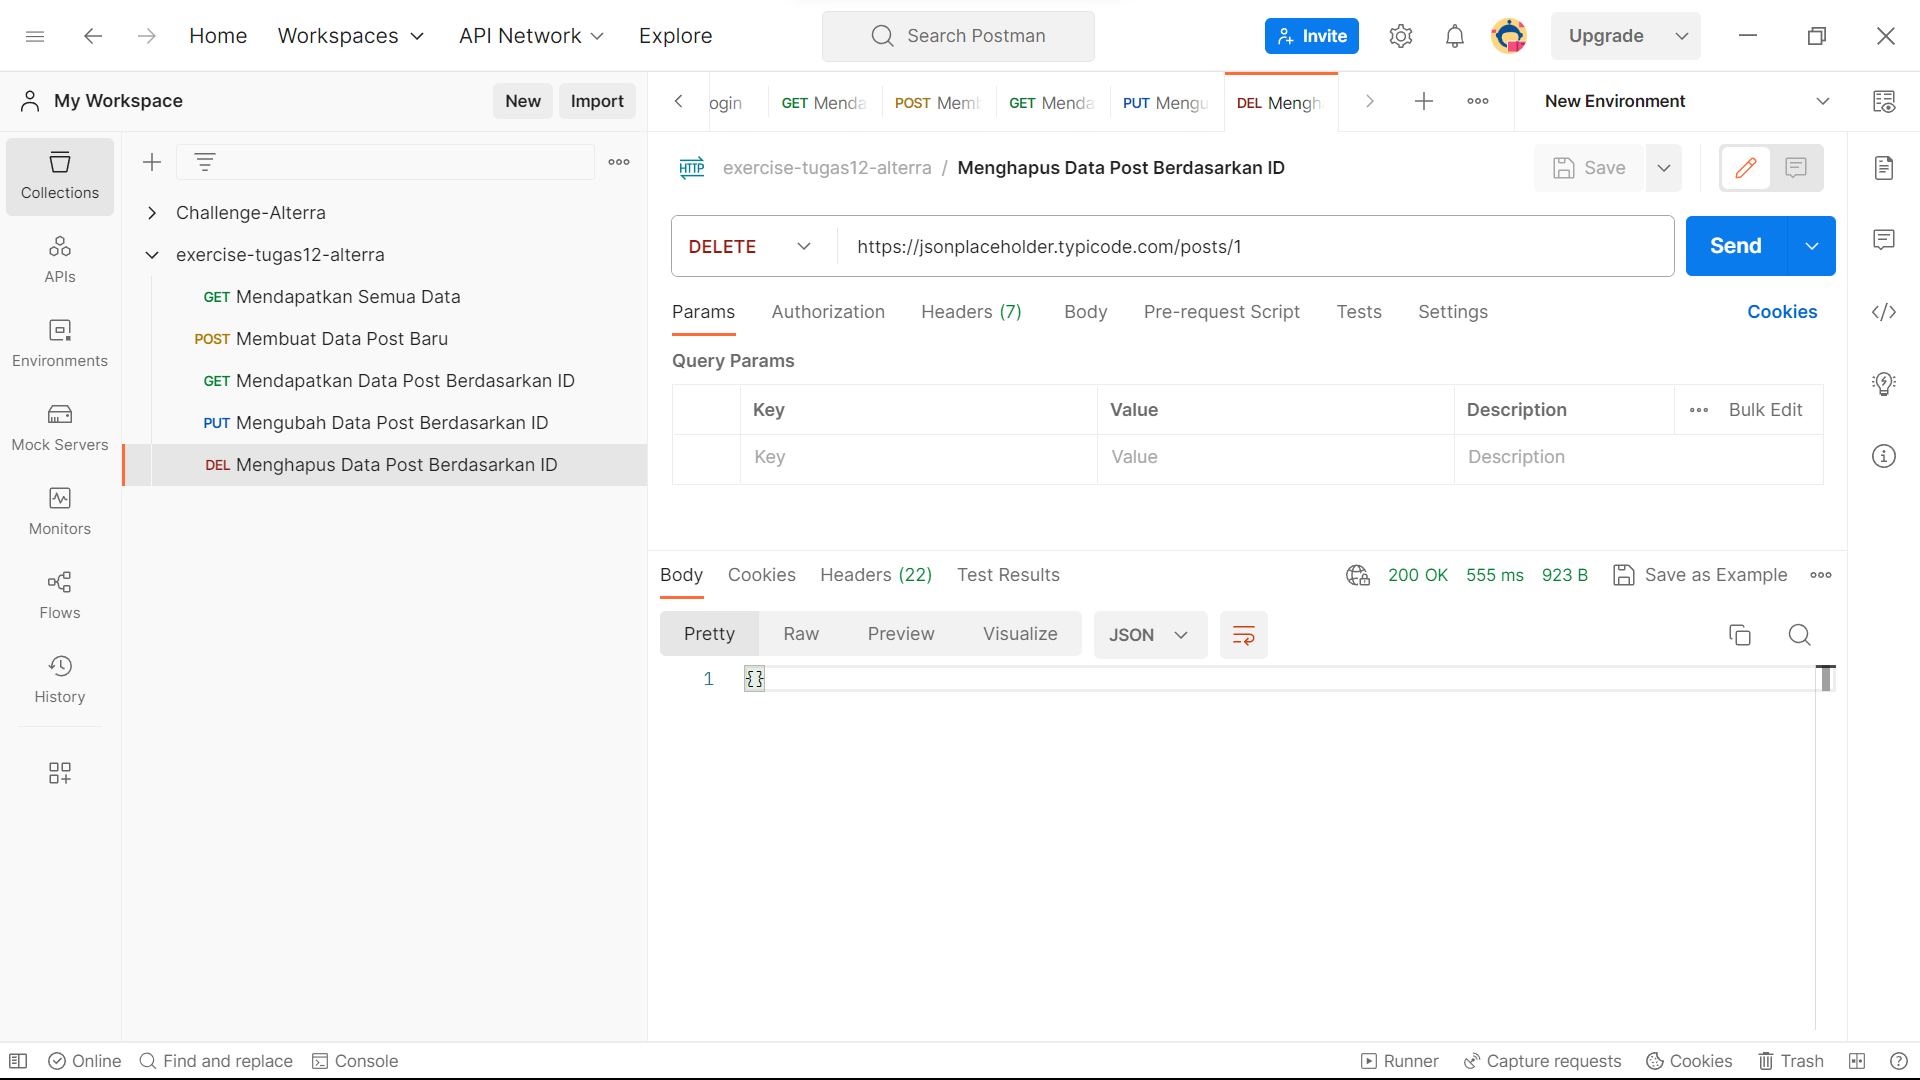 Home Workspaces API Network Explore Search Postman Invite Upgrade
My Workspace New Import
ogin GET Menda POST Memb GET Menda PUT Mengu DEL Mengh New Environment
Collections
APIs
Environments
Mock Servers
Monitors
Flows
History
Challenge-Alterra
exercise-tugas12-alterra
GET Mendapatkan Semua Data
POST Membuat Data Post Baru
GET Mendapatkan Data Post Berdasarkan ID
PUT Mengubah Data Post Berdasarkan ID
DEL Menghapus Data Post Berdasarkan ID
HTTP exercise-tugas12-alterra / Menghapus Data Post Berdasarkan ID Save
DELETE https://jsonplaceholder.typicode.com/posts/1 Send
Params Authorization Headers (7) Body Pre-request Script Tests Settings Cookies
Query Params
Key Value Description Bulk Edit
Key Value Description
Body Cookies Headers (22) Test Results 200 OK 555 ms 923 B Save as Example
Pretty Raw Preview Visualize JSON
1 {}
Online Find and replace Console Runner Capture requests Cookies Trash